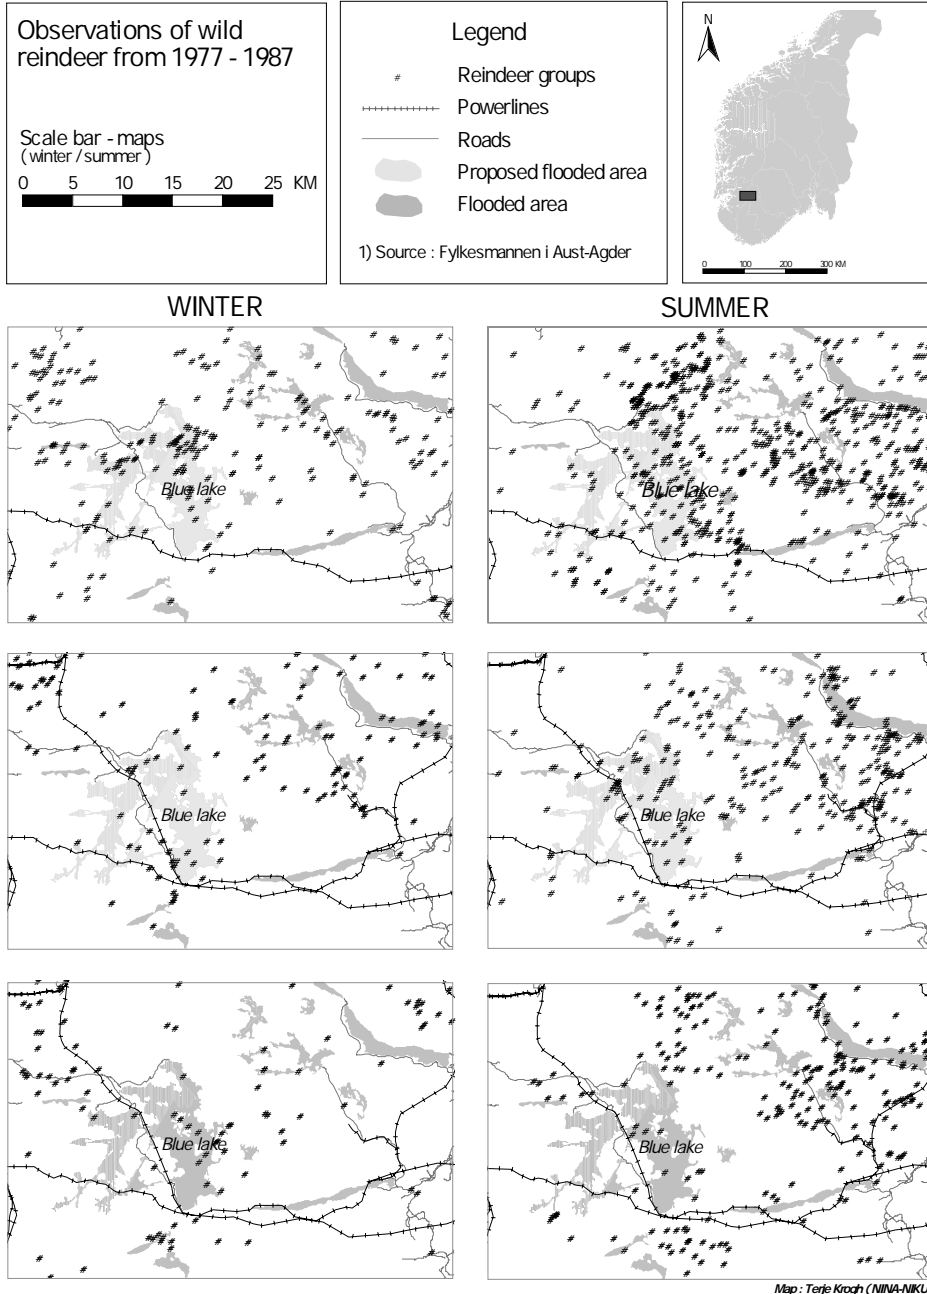 Observations of wild
reindeer from 1977 - 1987
Scale bar - maps
( winter / summer )
0 5 10 15 20 25 KM
Legend
# Reindeer groups
Powerlines
Roads
Proposed flooded area
Flooded area
1) Source : Fylkesmannen i Aust-Agder
N
0 100 200 300 KM
WINTER SUMMER
Blue lake
Blue lake
Blue lake
Blue lake
Blue lake
Blue lake
Map : Terje Krogh ( NINA-NIKU